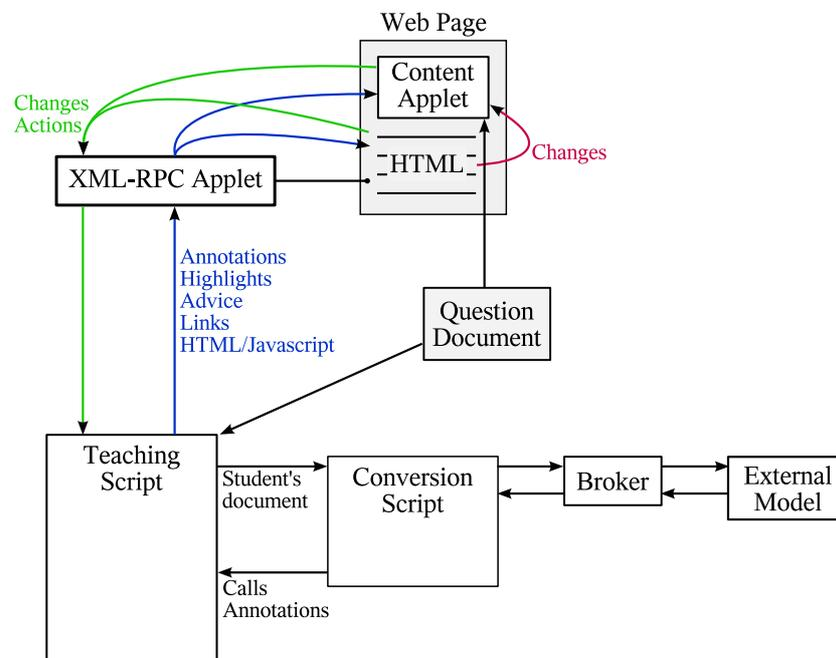 Web Page
Content
Applet
Changes
Actions
HTML
Changes
XML-RPC Applet
Annotations
Highlights
Advice
Links
HTML/Javascript
Question
Document
Teaching
Script
Student's
document
Conversion
Script
Broker
External
Model
Calls
Annotations